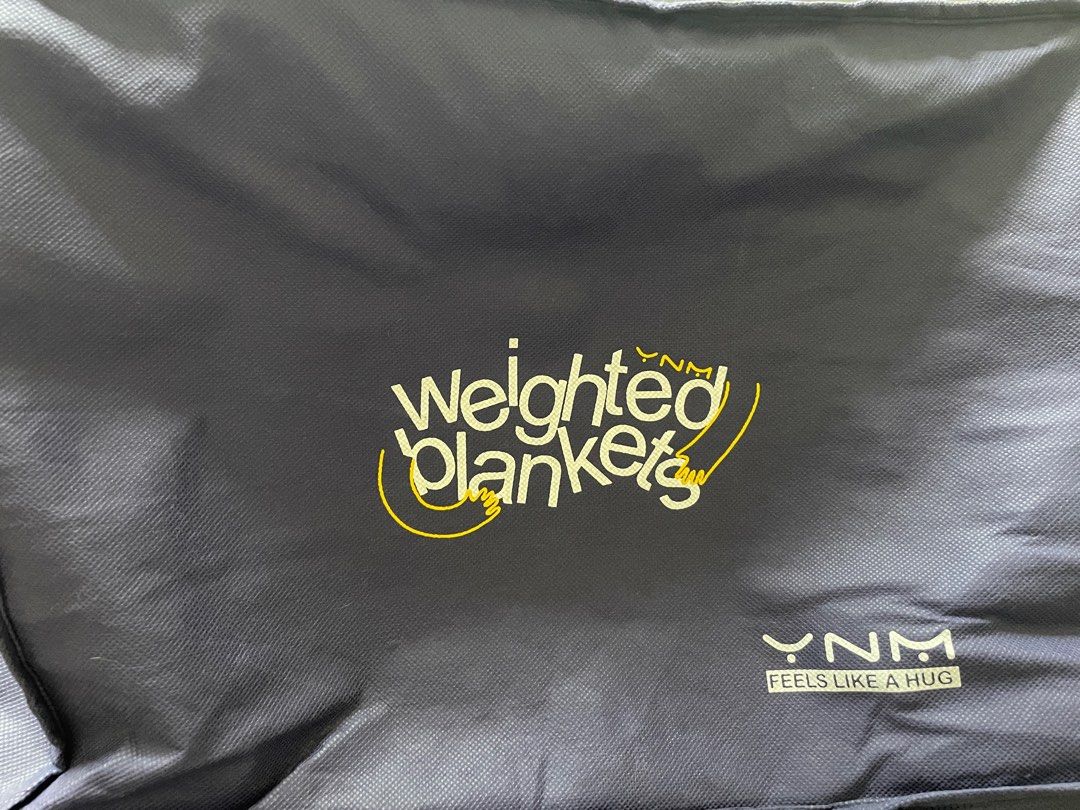 YNM
weighted
blankets
YNM
FEELS LIKE A HUG